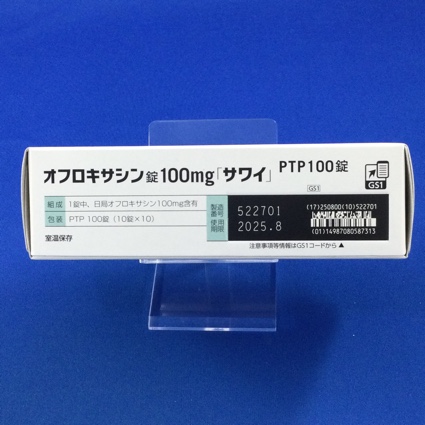 オフロキサシン錠100mg「サワイ」 PTP100錠
GS1
GS1
組成 1錠中、日局オフロキサシン100mg含有
包装 PTP 100錠（10錠×10）
室温保存
製造番号 522701
使用期限 2025.8
(17)250800(10)522701
(01)14987080587313
注意事項等情報はGS1コードから▲